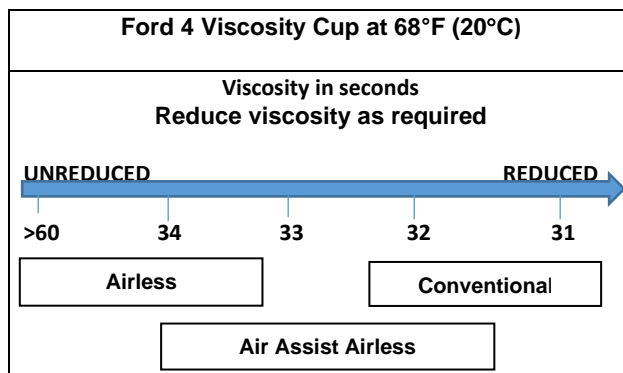 Ford 4 Viscosity Cup at 68°F (20°C)
Viscosity in seconds
Reduce viscosity as required
UNREDUCED REDUCED
>60 34 33 32 31
Airless Conventional
Air Assist Airless